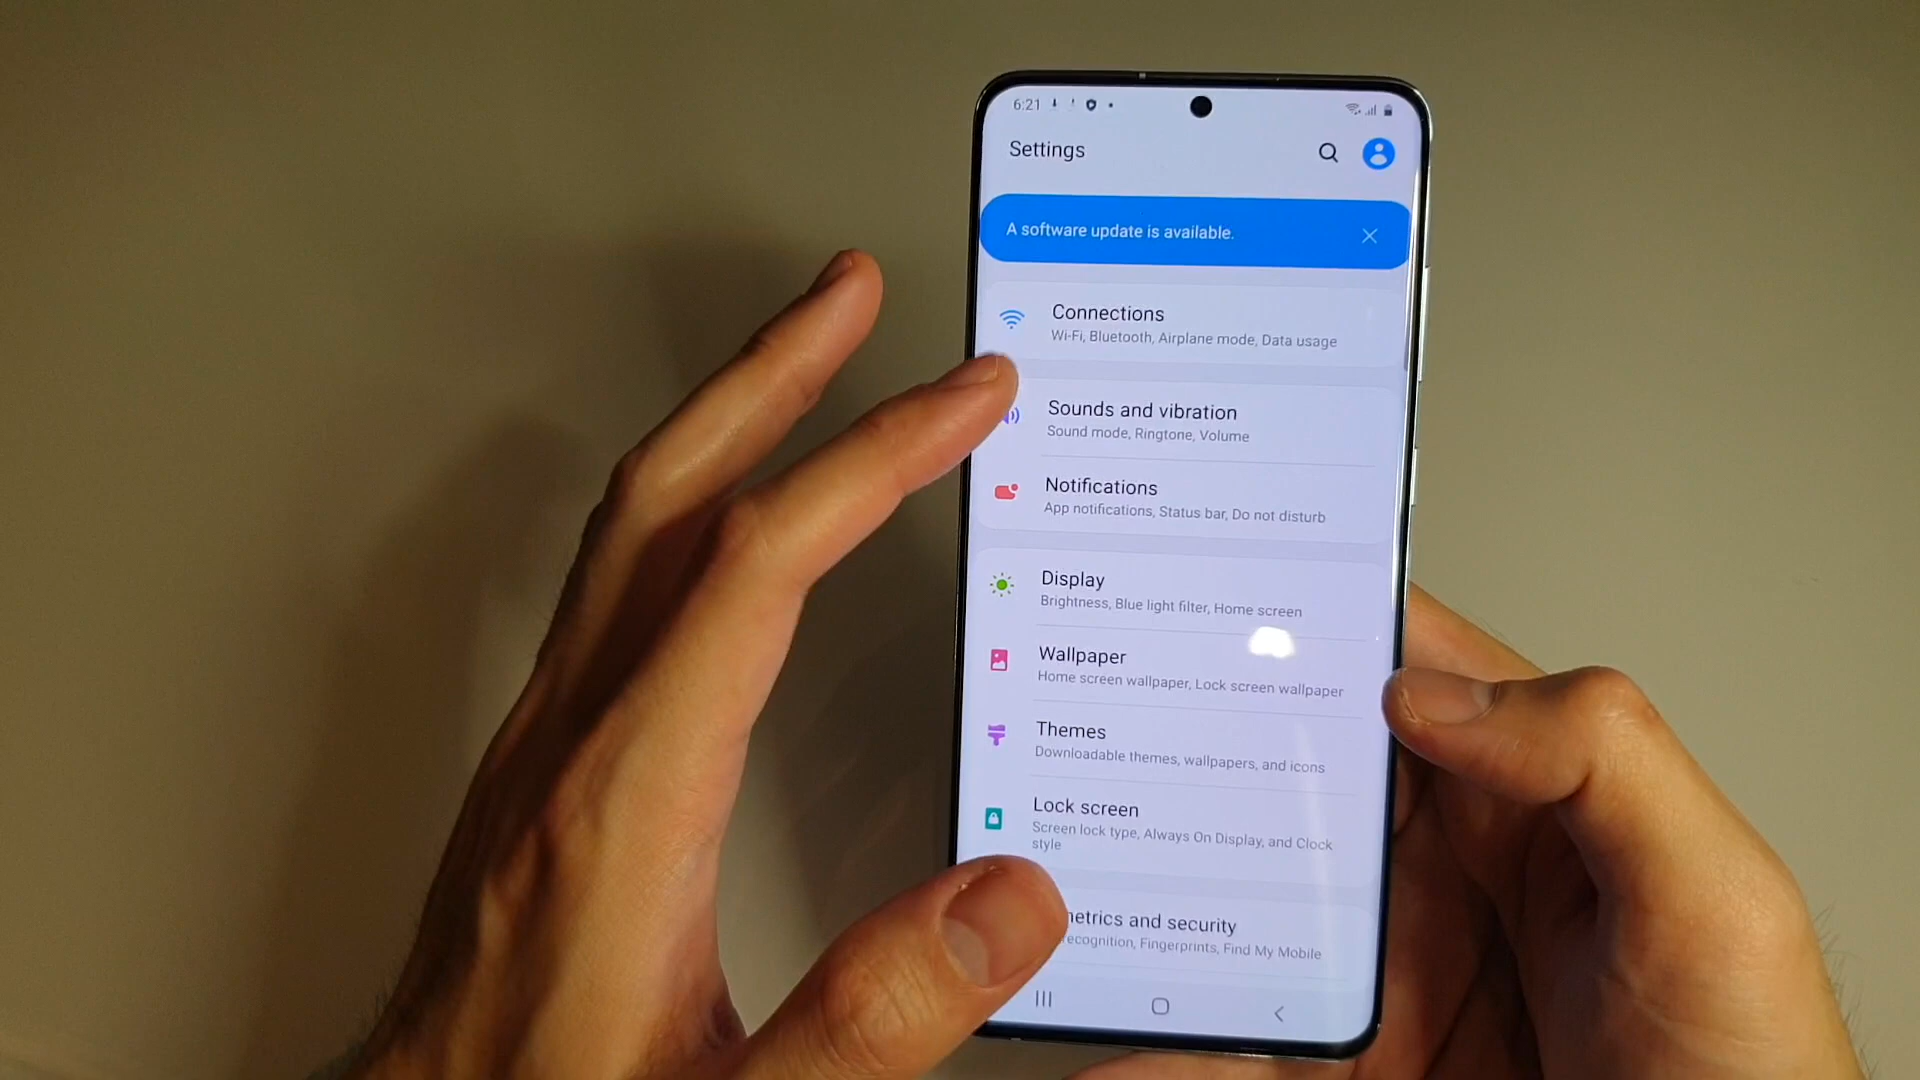 6:21
Settings
A software update is available.
Connections
Wi-Fi, Bluetooth, Airplane mode, Data usage
Sounds and vibration
Sound mode, Ringtone, Volume
Notifications
App notifications, Status bar, Do not disturb
Display
Brightness, Blue light filter, Home screen
Wallpaper
Home screen wallpaper, Lock screen wallpaper
Themes
Downloadable themes, wallpapers, and icons
Lock screen
Screen lock type, Always On Display, and Clock
style
metrics and security
recognition, Fingerprints, Find My Mobile